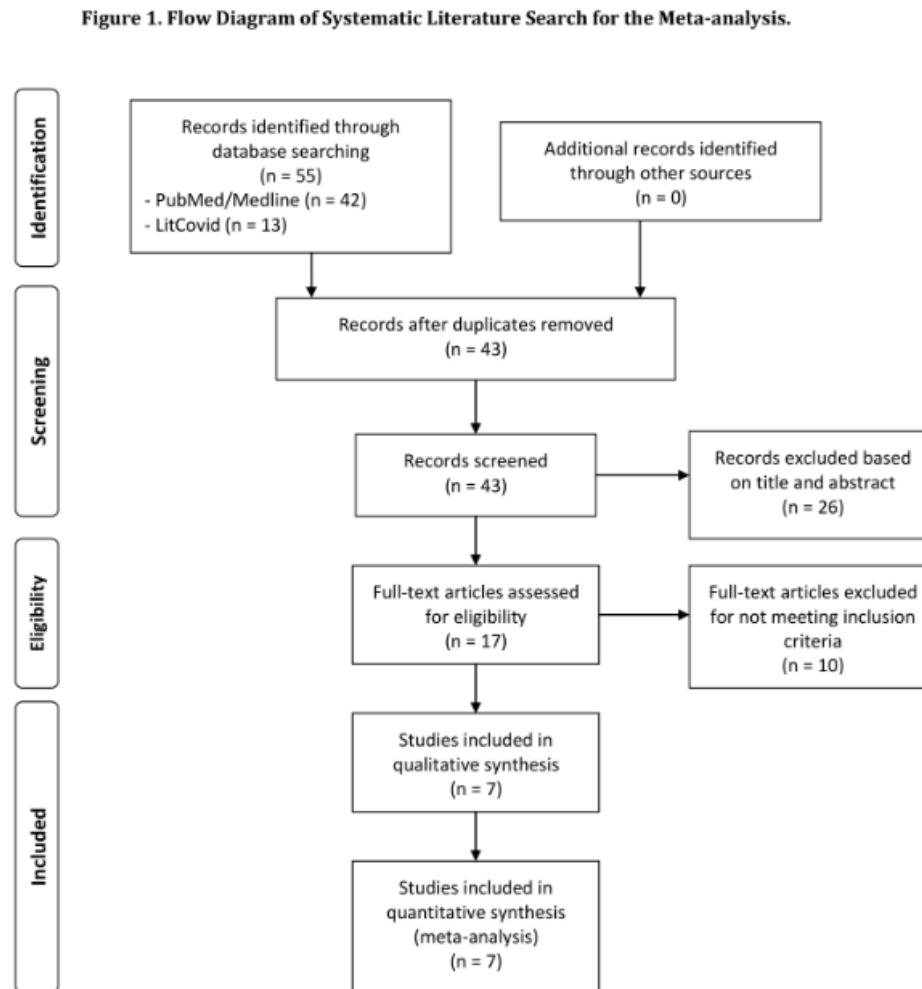 Figure 1. Flow Diagram of Systematic Literature Search for the Meta-analysis.
Identification
Records identified through
database searching
(n = 55)
- PubMed/Medline (n = 42)
- LitCovid (n = 13)
Additional records identified
through other sources
(n = 0)
Screening
Records after duplicates removed
(n = 43)
Records screened
(n = 43)
Records excluded based
on title and abstract
(n = 26)
Eligibility
Full-text articles assessed
for eligibility
(n = 17)
Full-text articles excluded
for not meeting inclusion
criteria
(n = 10)
Included
Studies included in
qualitative synthesis
(n = 7)
Studies included in
quantitative synthesis
(meta-analysis)
(n = 7)